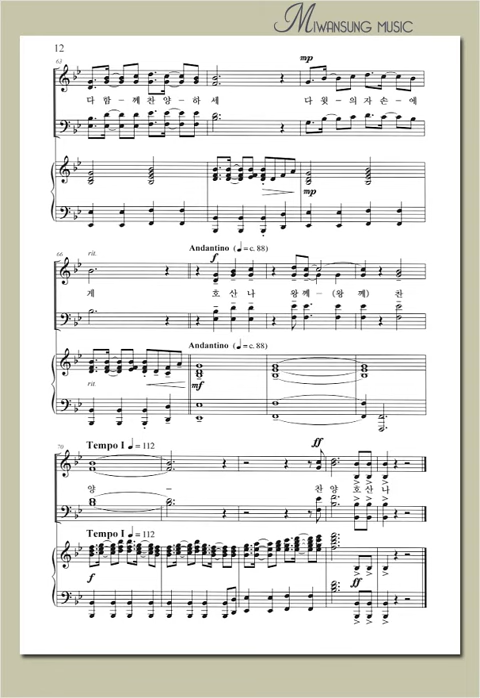 MIWANSUNG MUSIC
12
63
mp
다 함 - 께 찬 양 - 하 세 다 윗 - 의 자 손 - 에
mp
66
rit.
Andantino (♩= c. 88)
f
게 호 산 나 왕 께 - (왕 께) 찬
Andantino (♩= c. 88)
rit.
mf
70
Tempo I ♩= 112
ff
양 - 찬 양 호 산 나
Tempo I ♩= 112
f
ff